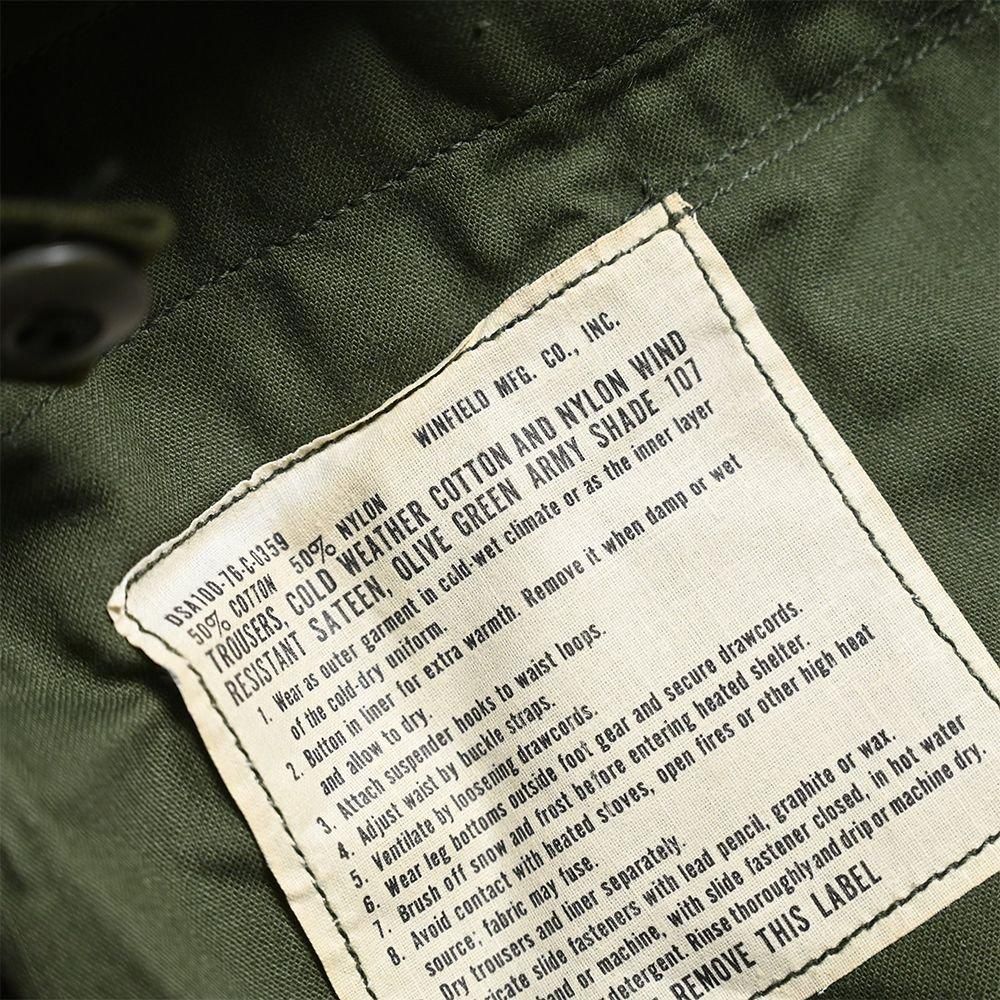 WINFIELD MFG. CO., INC.
DSA100-76-C-0359
50% COTTON 50% NYLON
TROUSERS, COLD WEATHER COTTON AND NYLON WIND
RESISTANT SATEEN, OLIVE GREEN ARMY SHADE 107
1. Wear as outer garment in cold-wet climate or as the inner layer
of the cold-dry uniform.
2. Button in liner for extra warmth. Remove it when damp or wet
and allow to dry.
3. Attach suspender hooks to waist loops.
4. Adjust waist by buckle straps.
5. Ventilate by loosening drawcords.
6. Wear leg bottoms outside foot gear and secure drawcords.
7. Brush off snow and frost before entering heated shelter.
8. Avoid contact with heated stoves, open fires or other high heat
source; fabric may fuse.
Dry trousers and liner separately.
ricate slide fasteners with lead pencil, graphite or wax.
hand or machine, with slide fastener closed, in hot water
detergent. Rinse thoroughly and drip or machine dry.
REMOVE THIS LABEL